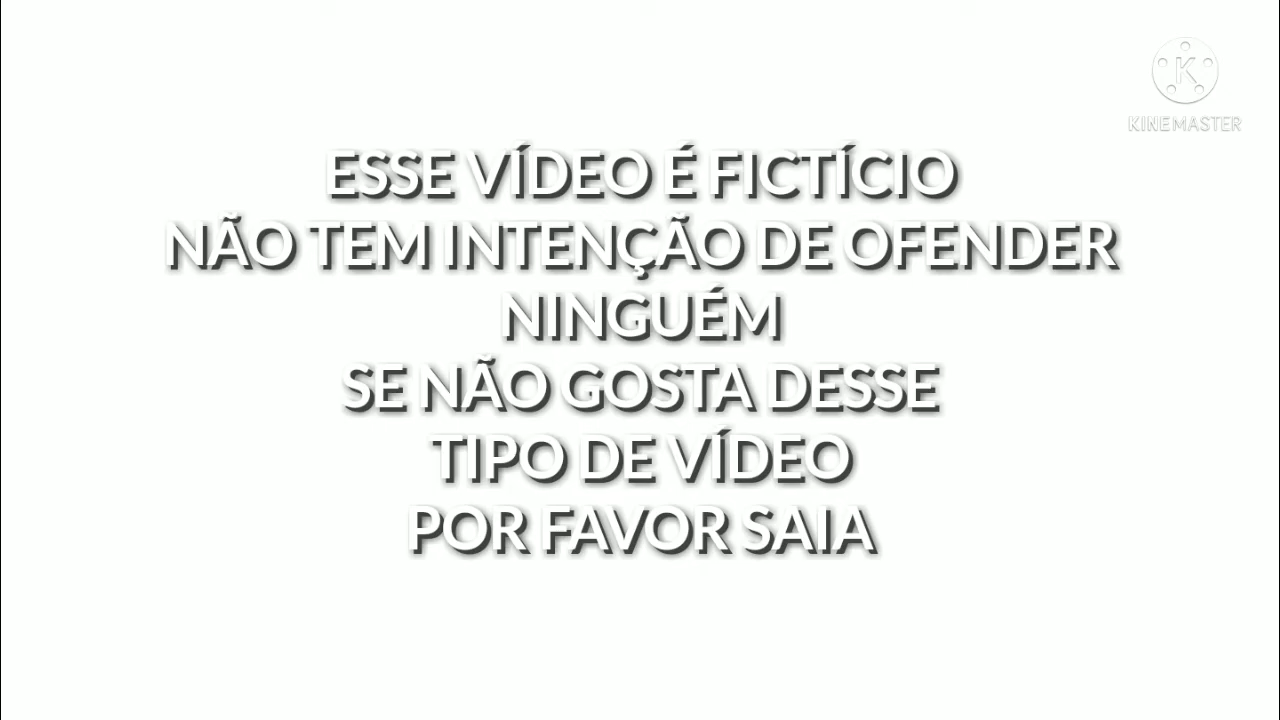 KINEMASTER
ESSE VÍDEO É FICTÍCIO
NÃO TEM INTENÇÃO DE OFENDER
NINGUÉM
SE NÃO GOSTA DESSE
TIPO DE VÍDEO
POR FAVOR SAIA